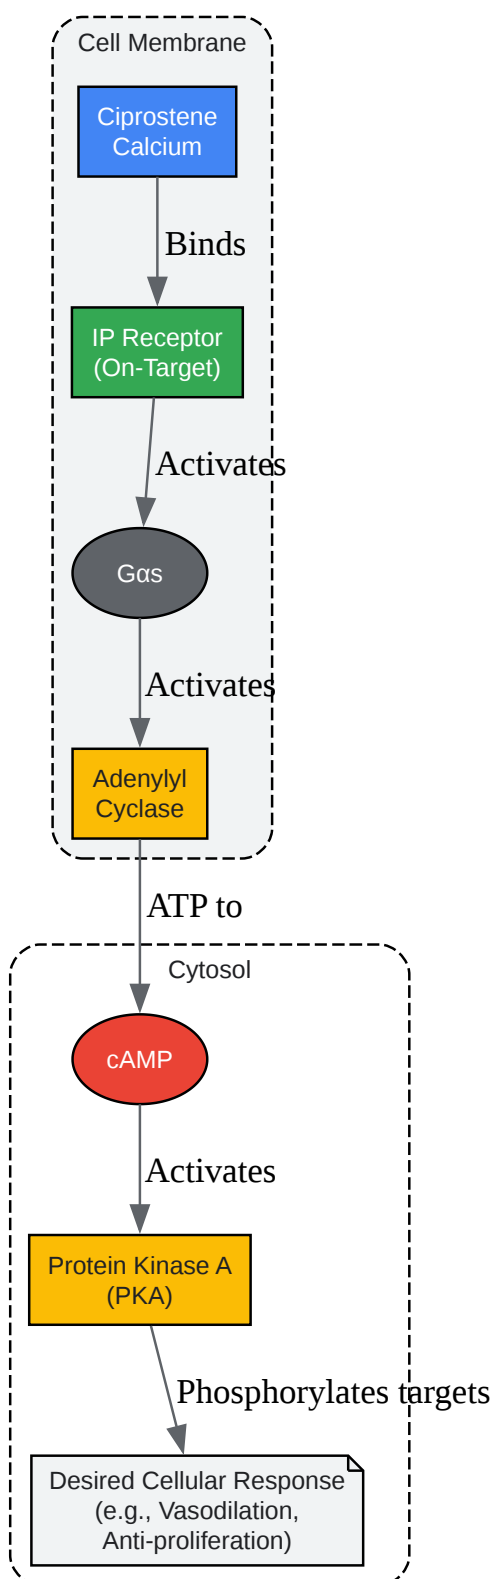 Cell Membrane
Ciprostene
Calcium
Binds
IP Receptor
(On-Target)
Activates
Gαs
Activates
Adenylyl
Cyclase
ATP to
Cytosol
cAMP
Activates
Protein Kinase A
(PKA)
Phosphorylates targets
Desired Cellular Response
(e.g., Vasodilation,
Anti-proliferation)